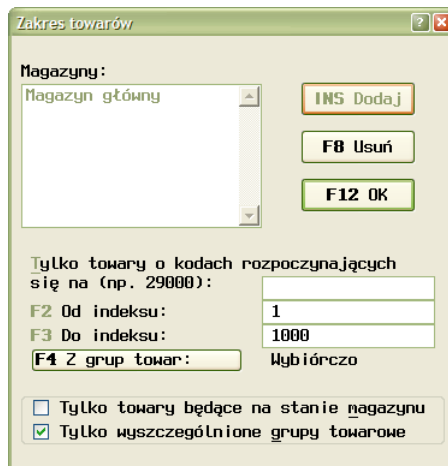 Zakres towarów
Magazyny:
Magazyn główny
INS Dodaj
F8 Usuń
F12 OK
Tylko towary o kodach rozpoczynających
się na (np. 29000):
F2 Od indeksu: 1
F3 Do indeksu: 1000
F4 Z grup towar: Wybiórczo
Tylko towary będące na stanie magazynu
Tylko wyszczególnione grupy towarowe